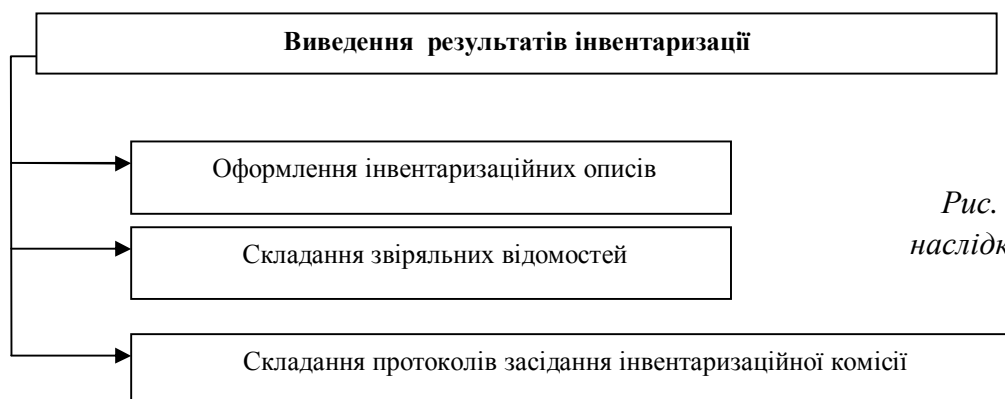 Виведення результатів інвентаризації
Оформлення інвентаризаційних описів
Рис.
Складання звіряльних відомостей
наслідк
Складання протоколів засідання інвентаризаційної комісії